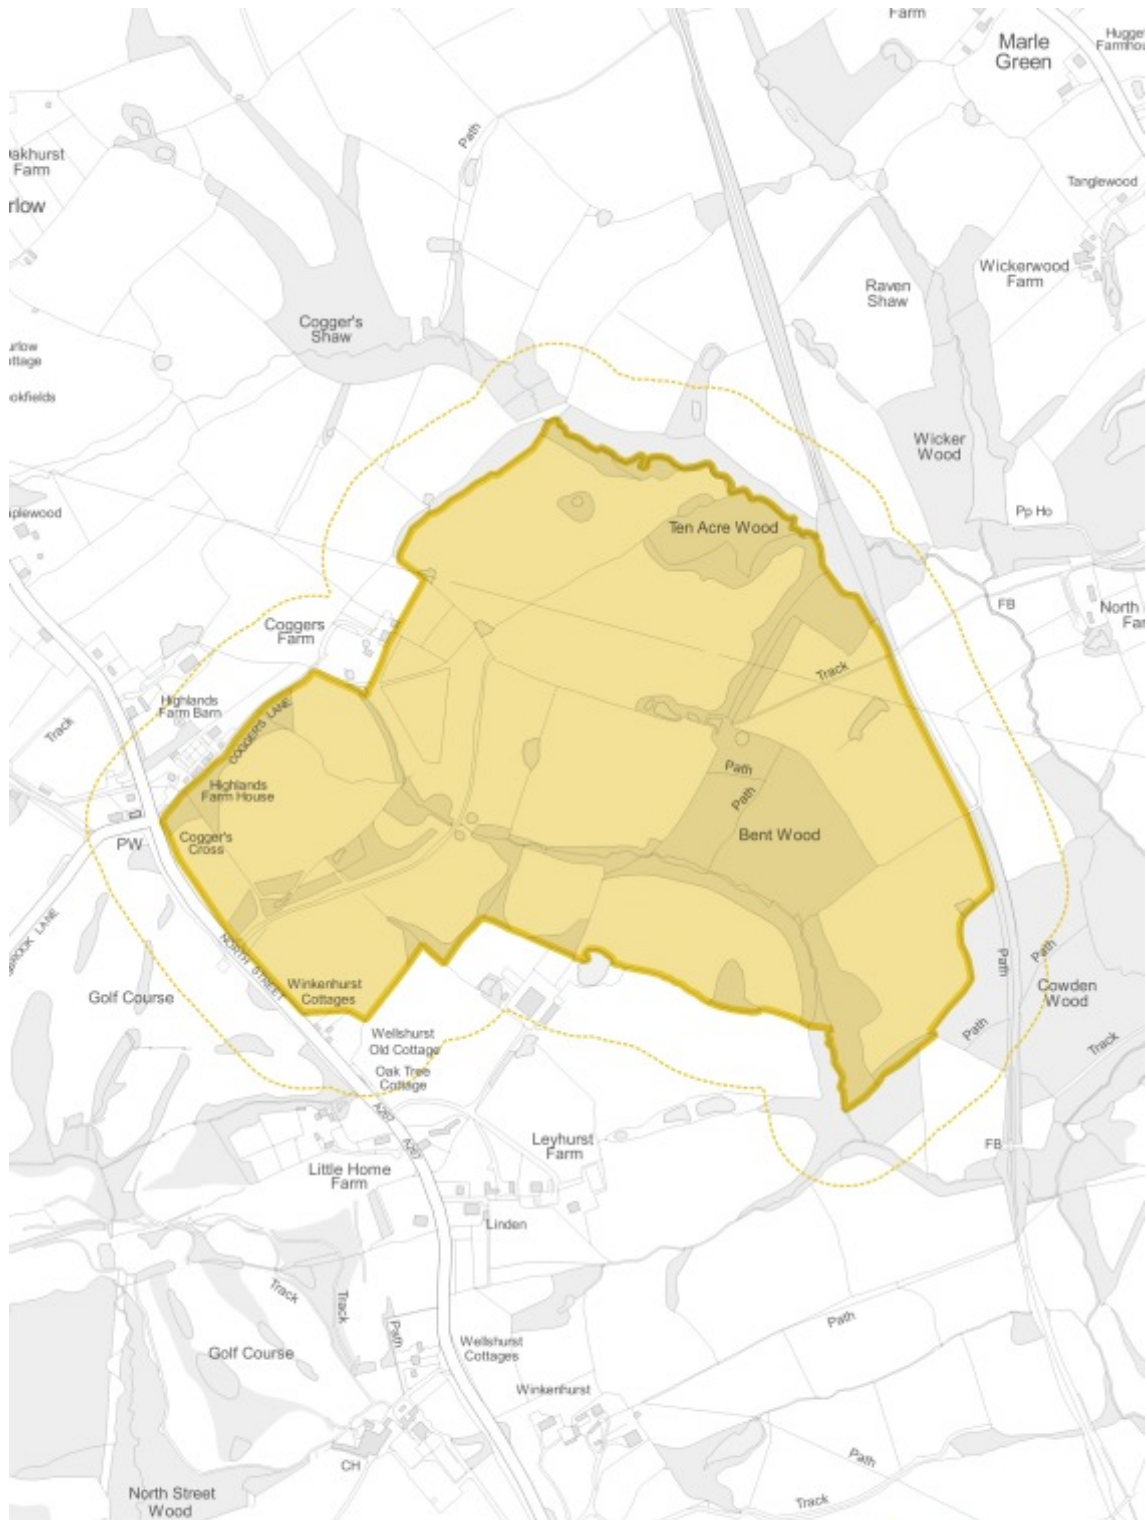 Farm
Marle
Green
Path
Farm
Tanglewood
Path
Wickerwood
Farm
Raven
Shaw
Cogger's
Shaw
Wicker
Wood
Pp Ho
Ten Acre Wood
FB
Coggers
Farm
Track
Highlands
Farm Barn
COGGERS LANE
Track
Highlands
Farm House
Path
Path
Bent Wood
PW
Cogger's
Cross
NORTH STREET
Path
Path
Cowden
Wood
Golf Course
Winkenhurst
Cottages
Path
Track
Wellshurst
Old Cottage
Oak Tree
Cottage
A267
A267
Leyhurst
Farm
FB
Little Home
Farm
Linden
Track
Track
Path
Path
Golf Course
Wellshurst
Cottages
Winkenhurst
Path
CH
North Street
Wood
Track